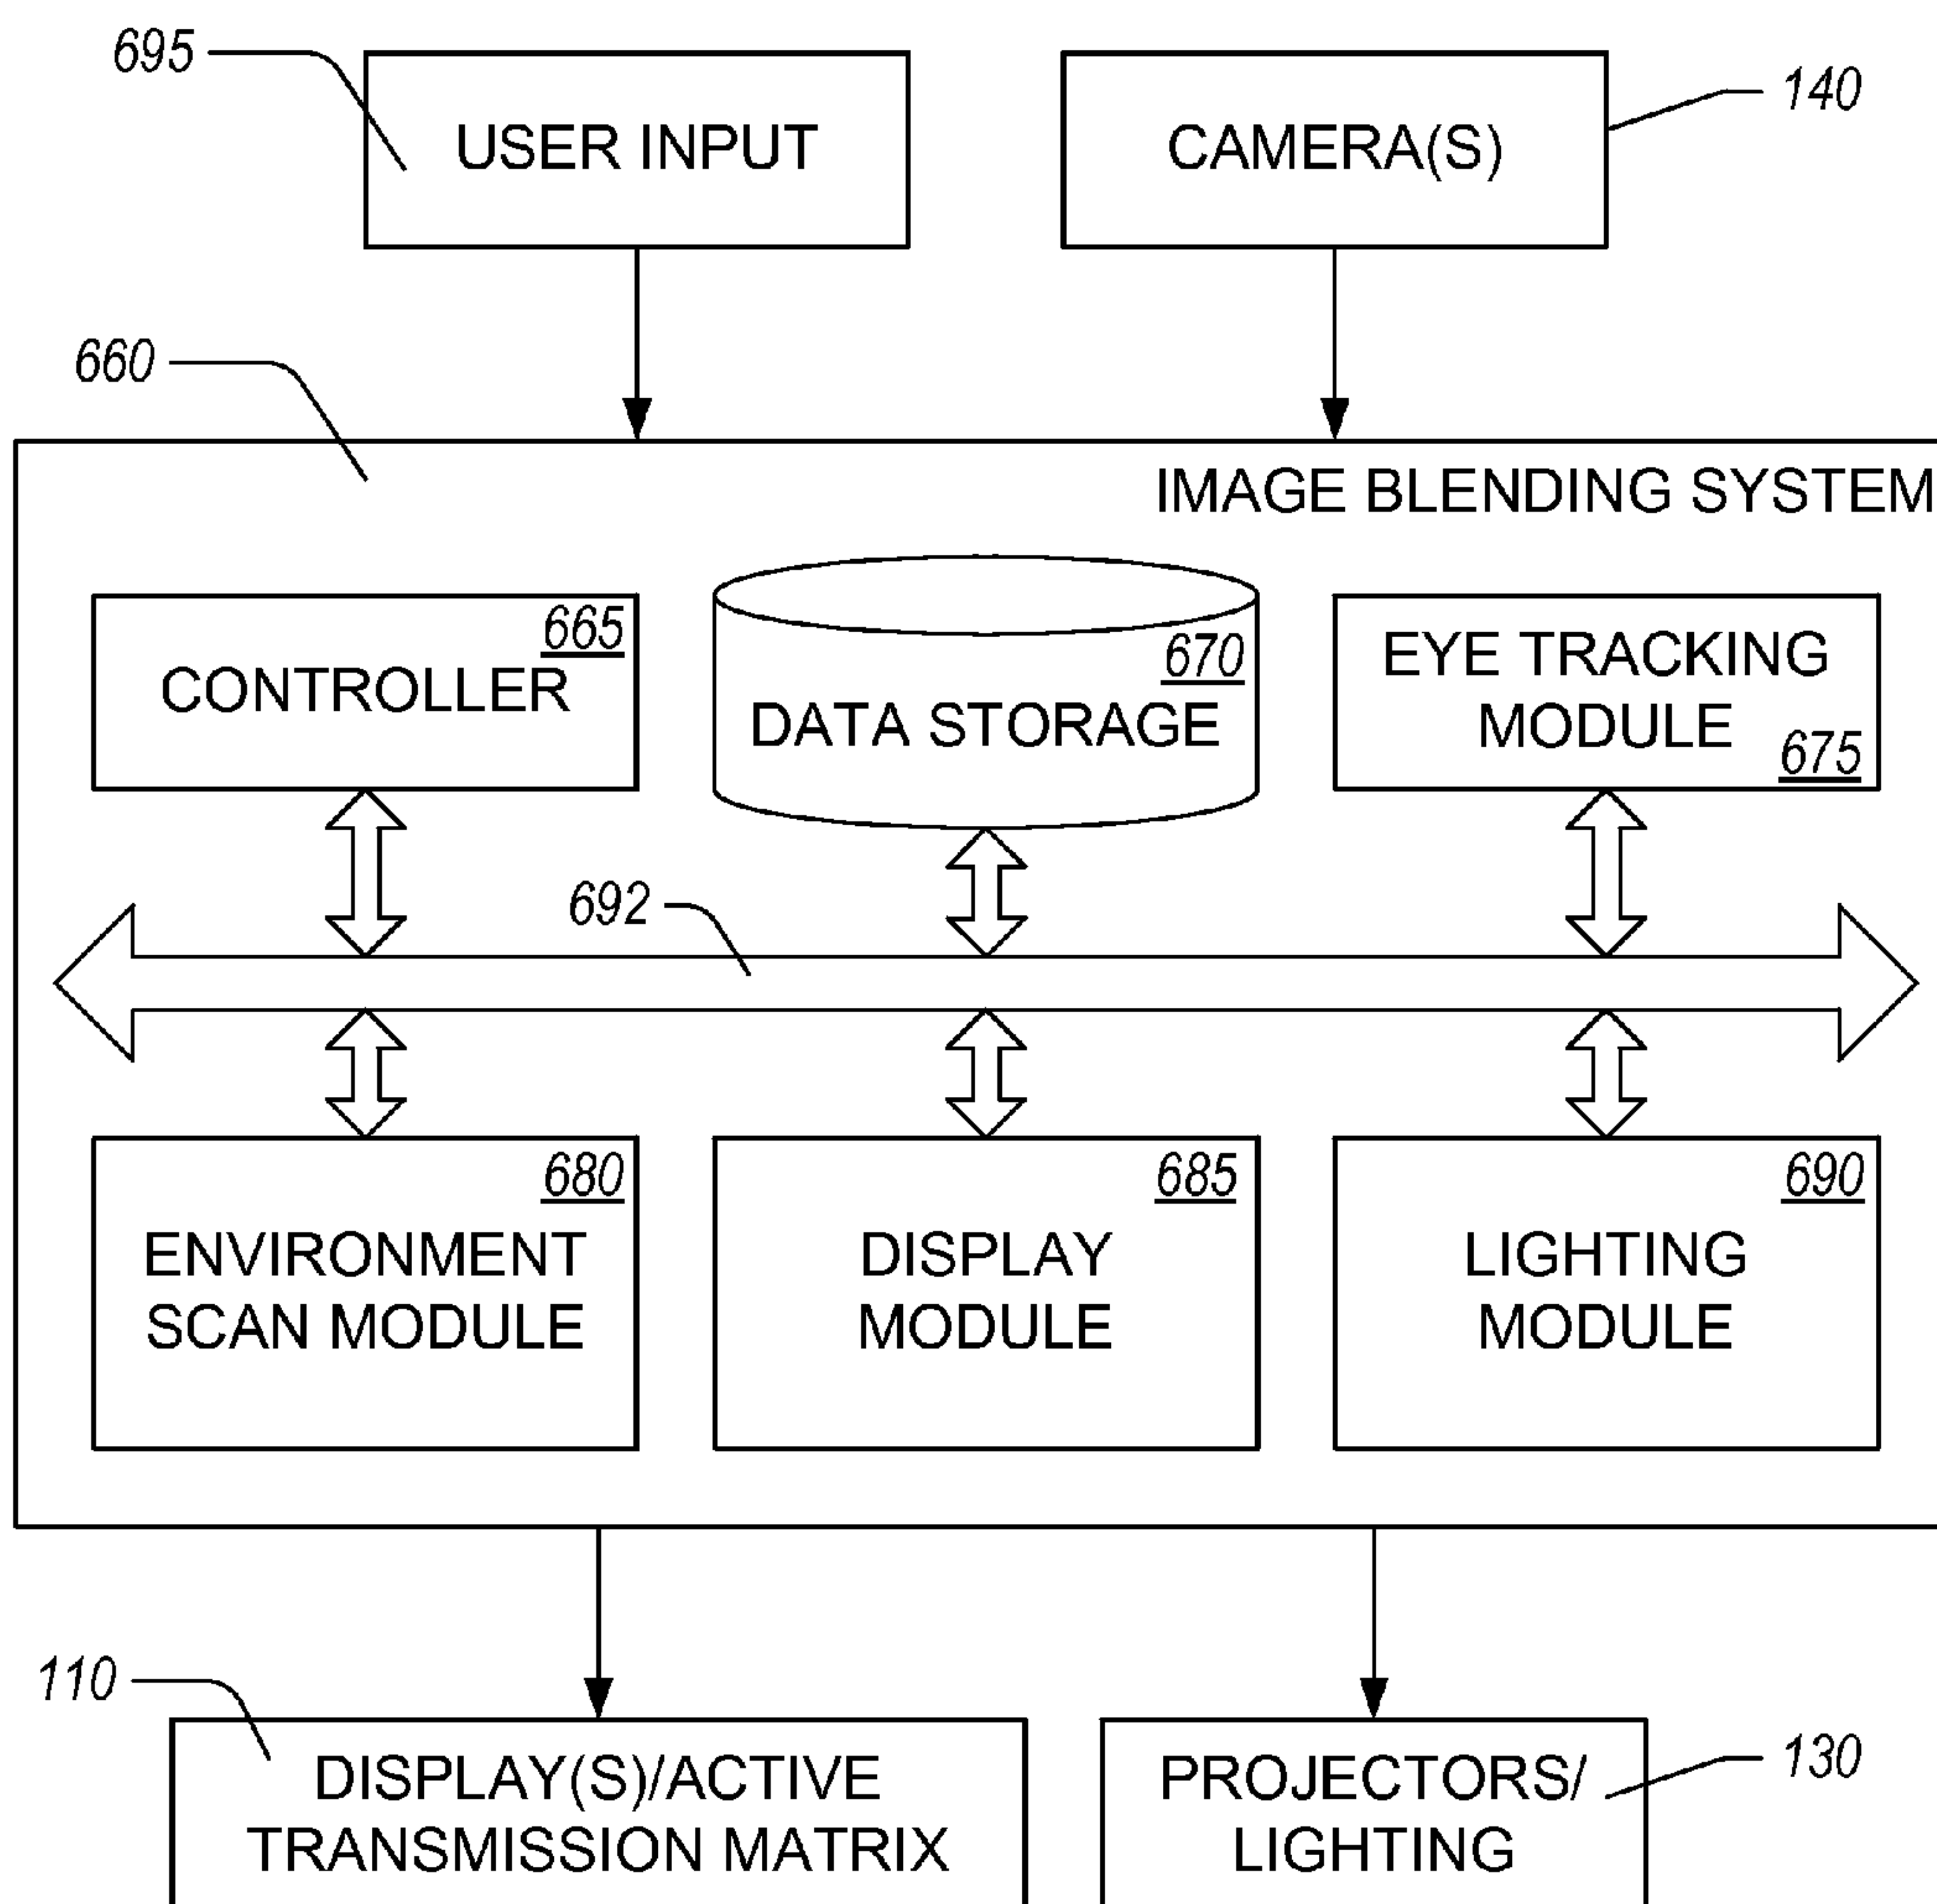 695
USER INPUT
CAMERA(S)
140
660
IMAGE BLENDING SYSTEM
665
CONTROLLER
670
DATA STORAGE
EYE TRACKING
MODULE
675
692
680
ENVIRONMENT
SCAN MODULE
685
DISPLAY
MODULE
690
LIGHTING
MODULE
110
DISPLAY(S)/ACTIVE
TRANSMISSION MATRIX
PROJECTORS/
LIGHTING
130